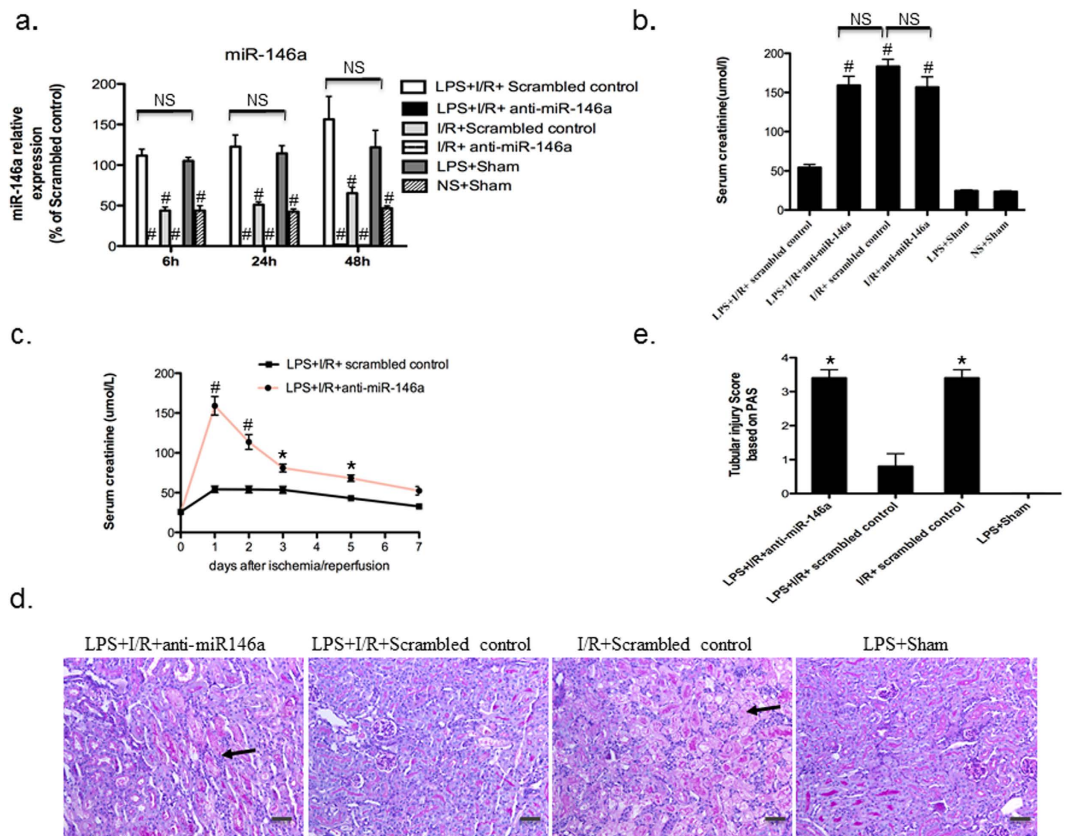 a.
miR-146a
miR-146a relative
expression
(% of Scrambled control)
200
150
100
50
0
NS
NS
NS
#
#
#
#
#
#
#
#
#
#
#
#
6h
24h
48h
LPS+I/R+ Scrambled control
LPS+I/R+ anti-miR-146a
I/R+Scrambled control
I/R+ anti-miR-146a
LPS+Sham
NS+Sham
b.
NS
NS
Serum creatinine(umol/l)
200
150
100
50
0
#
#
#
LPS+I/R+ scrambled control
LPS+I/R+anti-miR-146a
I/R+ scrambled control
I/R+anti-miR-146a
LPS+Sham
NS+Sham
c.
LPS+I/R+ scrambled control
LPS+I/R+anti-miR-146a
Serum creatinine (umol/L)
200
150
100
50
0
#
#
*
*
0
1
2
3
5
7
days after ischemia/reperfusion
e.
Tubular injury Score
based on PAS
4
3
2
1
0
*
*
LPS+I/R+anti-miR-146a
LPS+I/R+ scrambled control
I/R+ scrambled control
LPS+Sham
d.
LPS+I/R+anti-miR146a
LPS+I/R+Scrambled control
I/R+Scrambled control
LPS+Sham